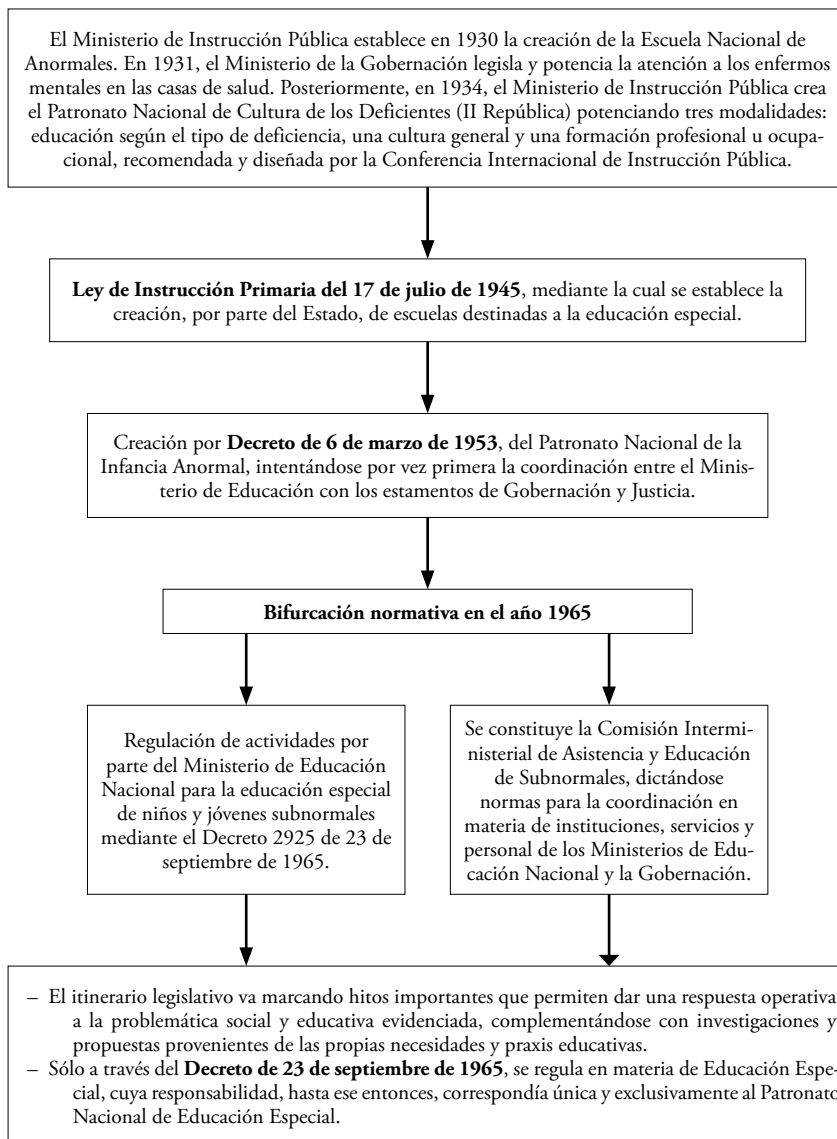 El Ministerio de Instrucción Pública establece en 1930 la creación de la Escuela Nacional de
Anormales. En 1931, el Ministerio de la Gobernación legisla y potencia la atención a los enfermos
mentales en las casas de salud. Posteriormente, en 1934, el Ministerio de Instrucción Pública crea
el Patronato Nacional de Cultura de los Deficientes (II República) potenciando tres modalidades:
educación según el tipo de deficiencia, una cultura general y una formación profesional u ocupa-
cional, recomendada y diseñada por la Conferencia Internacional de Instrucción Pública.
Ley de Instrucción Primaria del 17 de julio de 1945, mediante la cual se establece la
creación, por parte del Estado, de escuelas destinadas a la educación especial.
Creación por Decreto de 6 de marzo de 1953, del Patronato Nacional de la
Infancia Anormal, intentándose por vez primera la coordinación entre el Minis-
terio de Educación con los estamentos de Gobernación y Justicia.
Bifurcación normativa en el año 1965
Regulación de actividades por
parte del Ministerio de Educación
Nacional para la educación especial
de niños y jóvenes subnormales
mediante el Decreto 2925 de 23 de
septiembre de 1965.
Se constituye la Comisión Intermi-
nisterial de Asistencia y Educación
de Subnormales, dictándose
normas para la coordinación en
materia de instituciones, servicios y
personal de los Ministerios de Edu-
cación Nacional y la Gobernación.
– El itinerario legislativo va marcando hitos importantes que permiten dar una respuesta operativa
a la problemática social y educativa evidenciada, complementándose con investigaciones y
propuestas provenientes de las propias necesidades y praxis educativas.
– Sólo a través del Decreto de 23 de septiembre de 1965, se regula en materia de Educación Espe-
cial, cuya responsabilidad, hasta ese entonces, correspondía única y exclusivamente al Patronato
Nacional de Educación Especial.